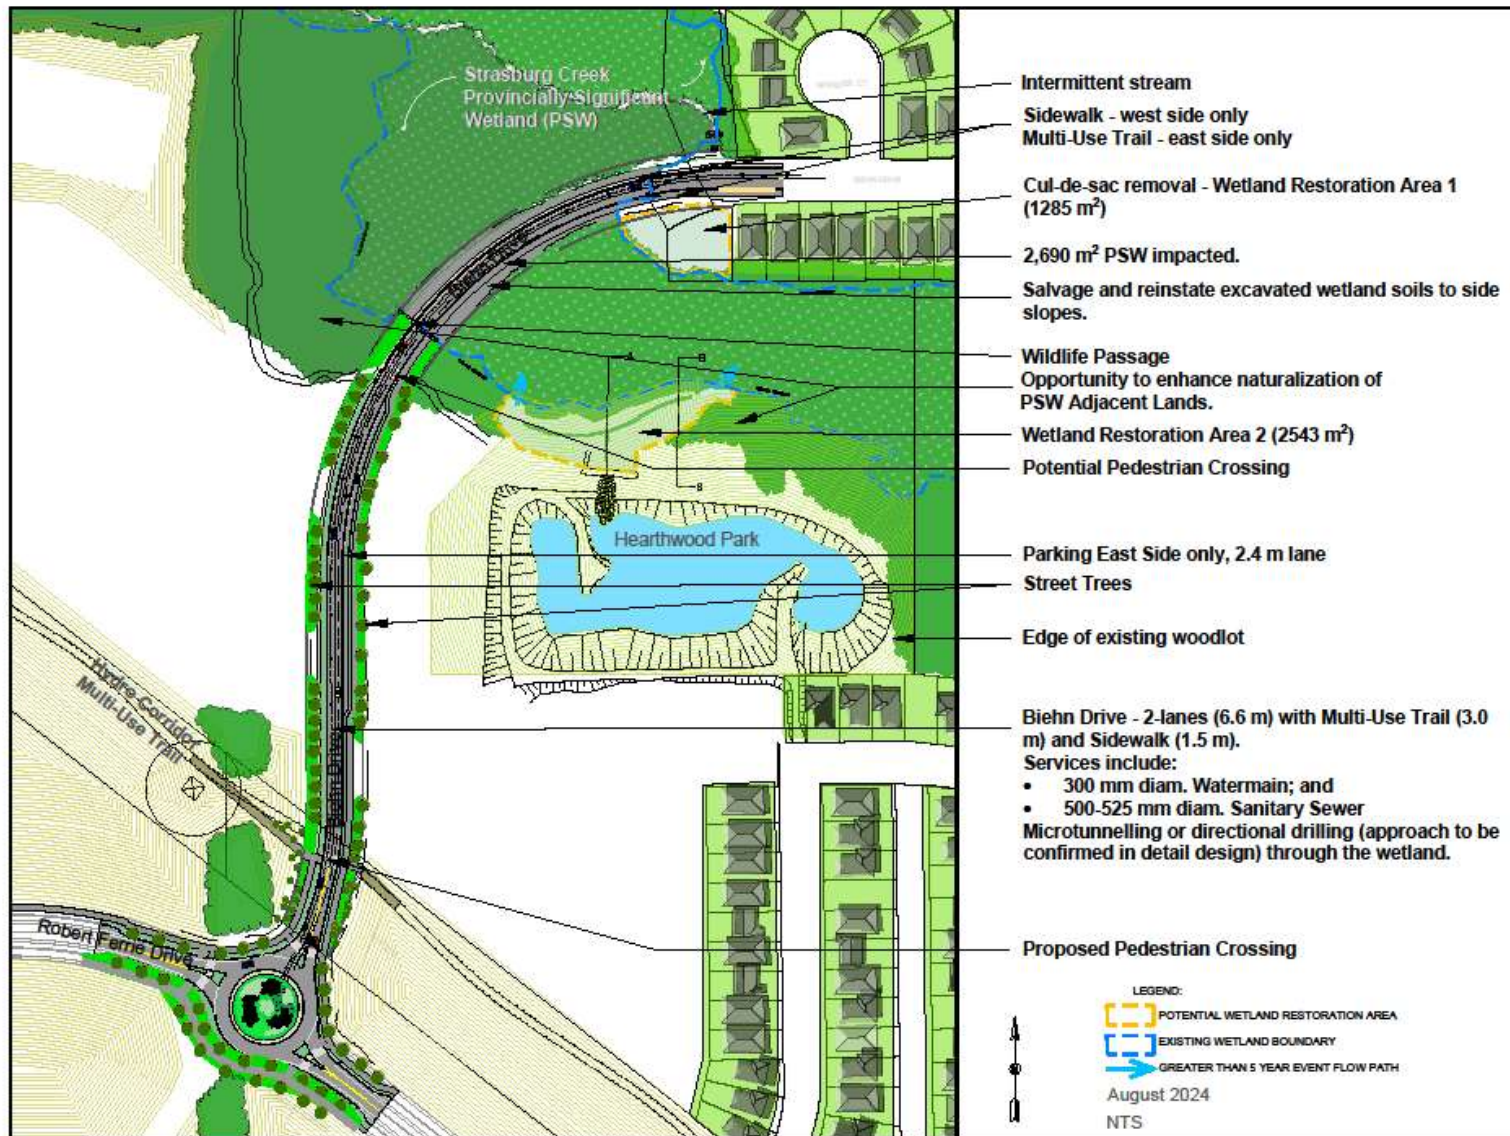 Strasburg Creek
Provincially Significant
Wetland (PSW)
Intermittent stream
Sidewalk - west side only
Multi-Use Trail - east side only
Cul-de-sac removal - Wetland Restoration Area 1
(1285 m²)
2,690 m² PSW impacted.
Salvage and reinstate excavated wetland soils to side
slopes.
Wildlife Passage
Opportunity to enhance naturalization of
PSW Adjacent Lands.
Wetland Restoration Area 2 (2543 m²)
Potential Pedestrian Crossing
Biehn Drive
A
B
B
Hearthwood Park
Parking East Side only, 2.4 m lane
Street Trees
Edge of existing woodlot
Hydro Corridor
Multi-Use Trail
Biehn Drive - 2-lanes (6.6 m) with Multi-Use Trail (3.0
m) and Sidewalk (1.5 m).
Services include:
• 300 mm diam. Watermain; and
• 500-525 mm diam. Sanitary Sewer
Microtunnelling or directional drilling (approach to be
confirmed in detail design) through the wetland.
Robert Ferrie Drive
Proposed Pedestrian Crossing
LEGEND:
POTENTIAL WETLAND RESTORATION AREA
EXISTING WETLAND BOUNDARY
GREATER THAN 5 YEAR EVENT FLOW PATH
August 2024
NTS